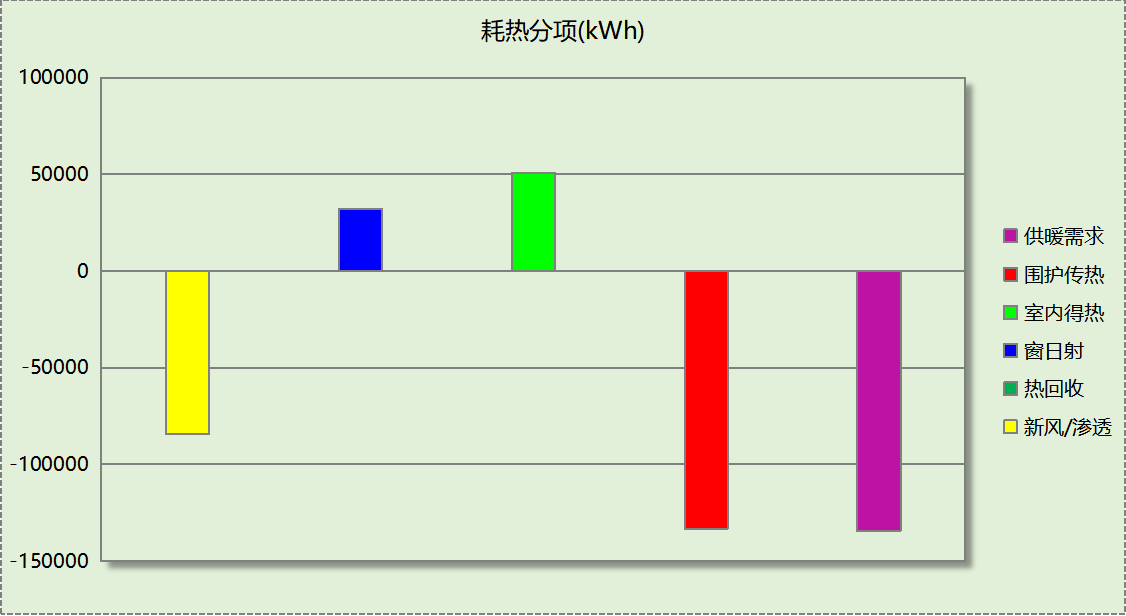 耗热分项(kWh)
100000
50000
0
-50000
-100000
-150000
供暖需求
围护传热
室内得热
窗日射
热回收
新风/渗透